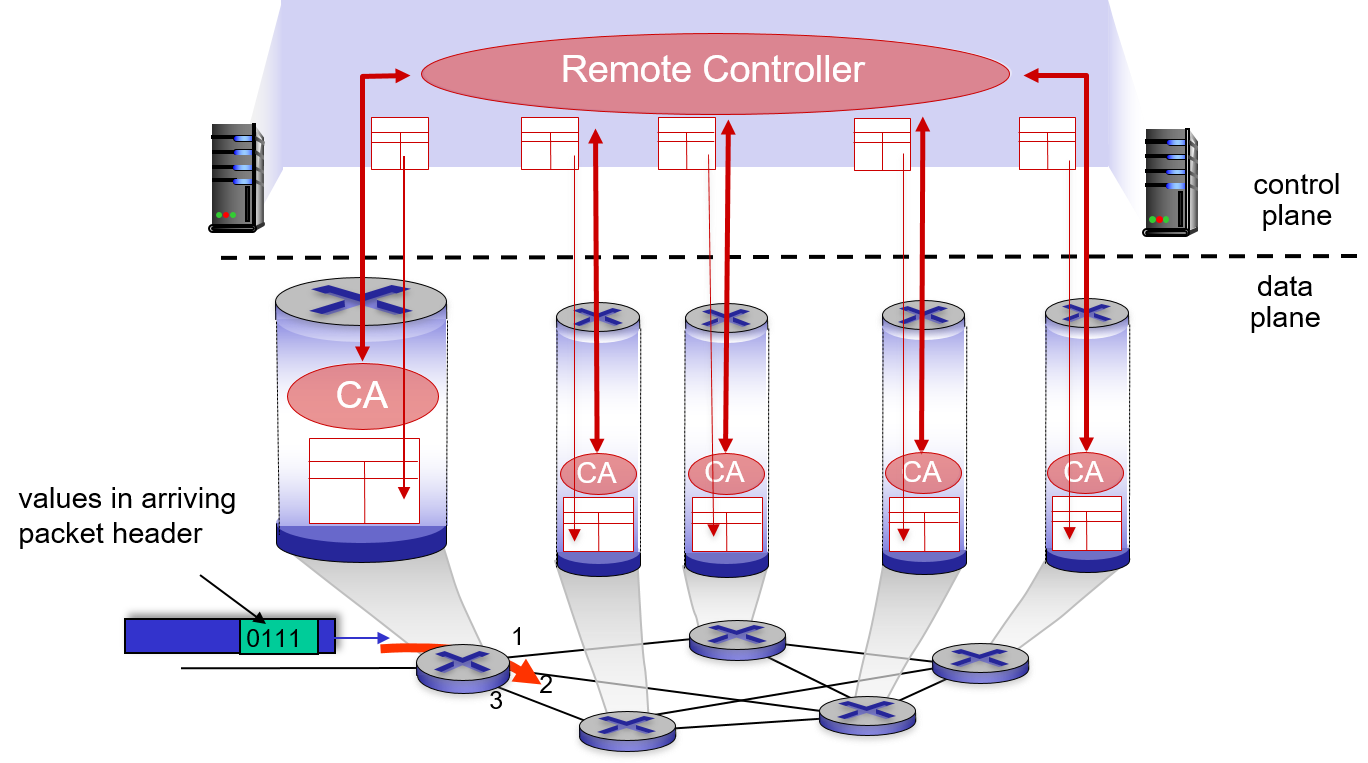 Remote Controller
control
plane
data
plane
CA
CA
CA
CA
CA
values in arriving
packet header
0111
1
2
3